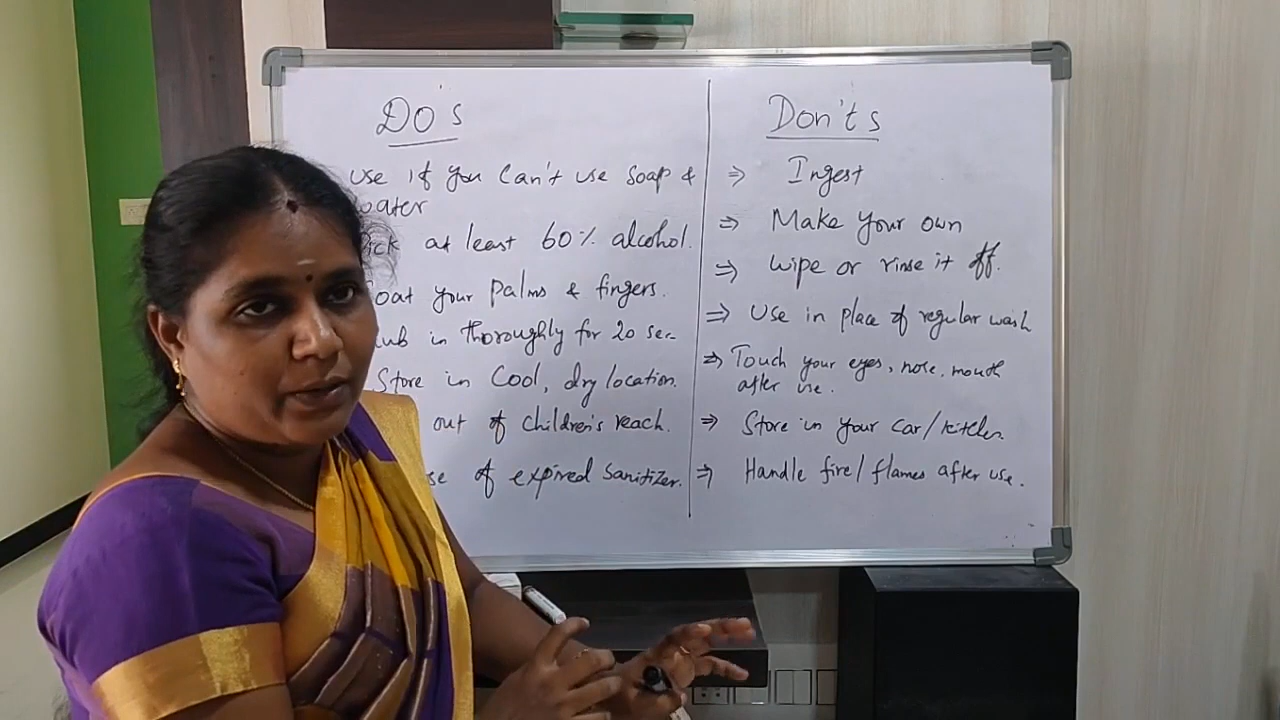 Do's
use if you can't use soap &
at least 60% alcohol.
your palms & fingers.
in thoroughly for 20 sec
Store in Cool, dry location.
out of children's reach.
of expired Sanitizer.
Don'ts
⇒ Ingest
⇒ Make your own
⇒ Wipe or rinse it off.
⇒ Use in place of regular wash
⇒ Touch your eyes, nose, mouth
after use.
⇒ Store in your car/kitchen.
⇒ Handle fire/flames after use.